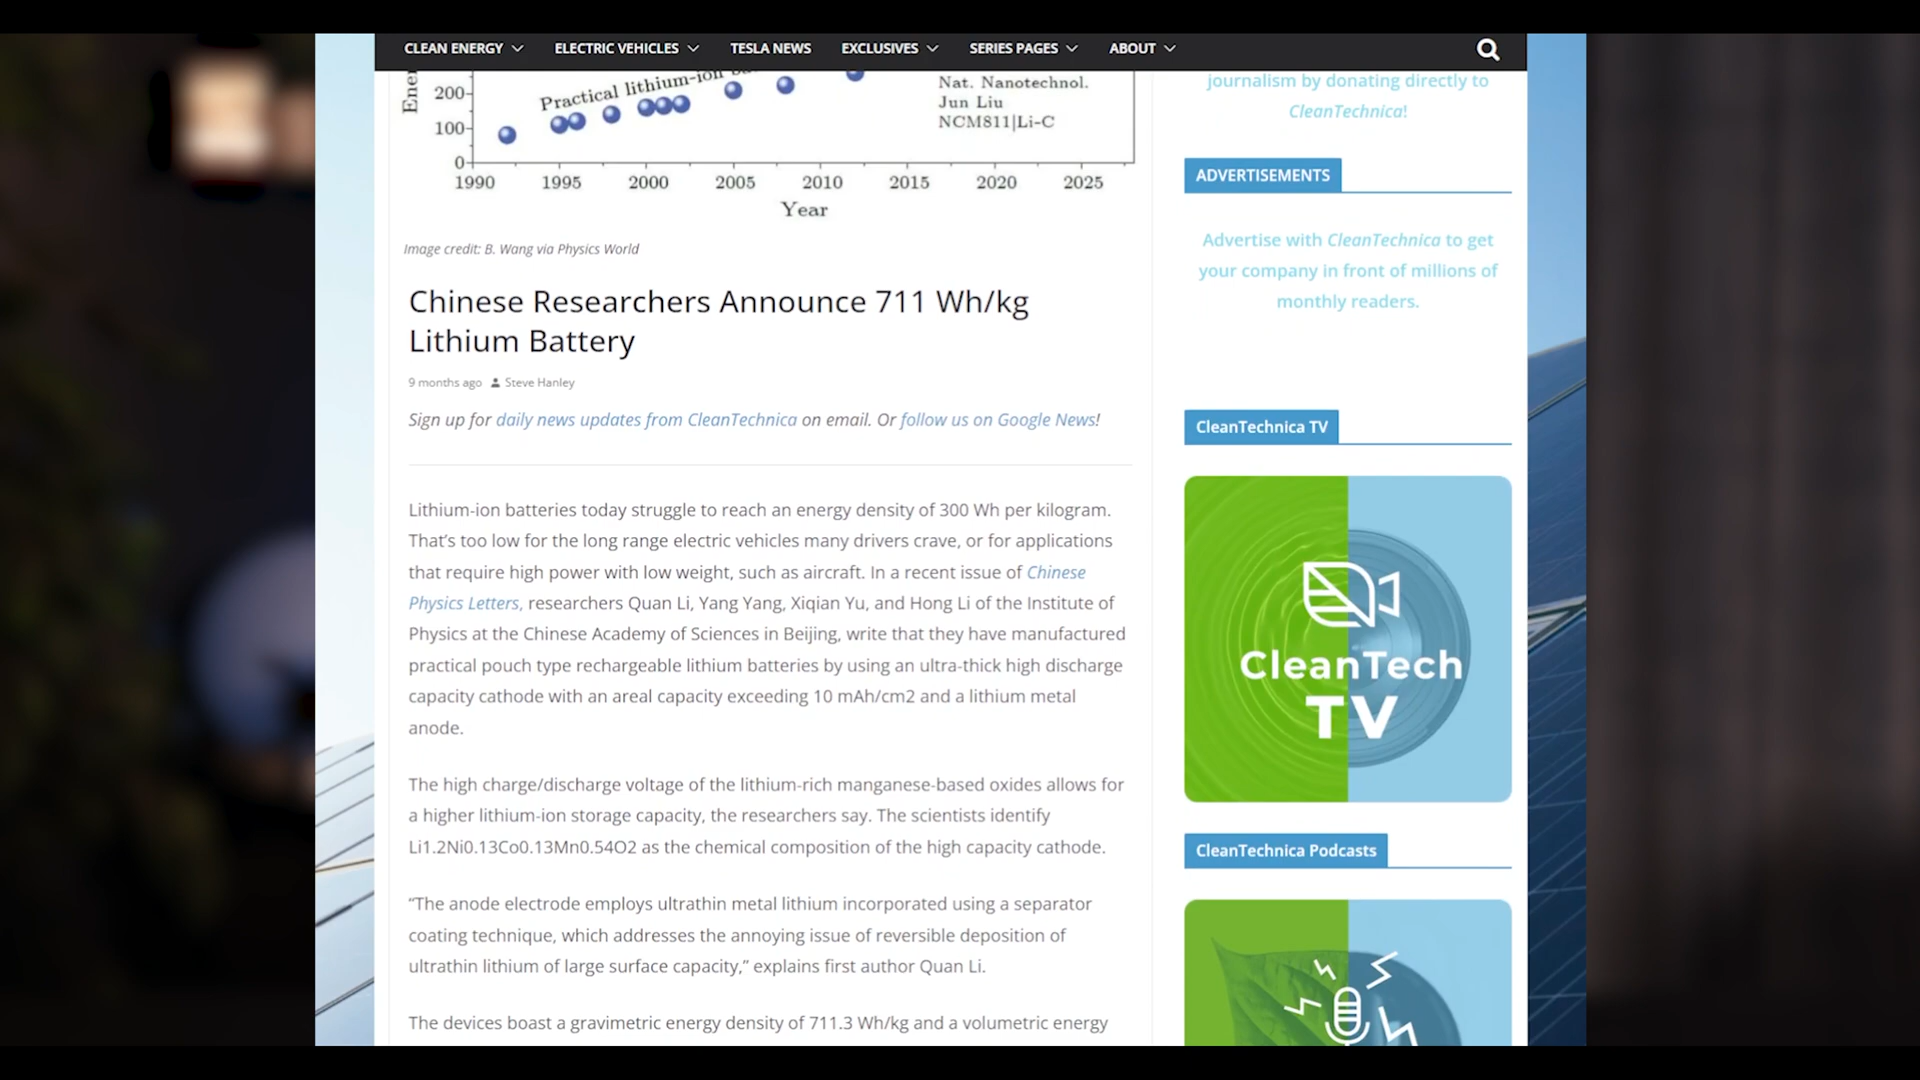 CLEAN ENERGY ELECTRIC VEHICLES TESLA NEWS EXCLUSIVES SERIES PAGES ABOUT
200
100
0
Practical lithium-ion
Nat. Nanotechnol.
Jun Liu
NCM811|Li-C
1990 1995 2000 2005 2010 2015 2020 2025
Year
Image credit: B. Wang via Physics World
Chinese Researchers Announce 711 Wh/kg
Lithium Battery
9 months ago Steve Hanley
Sign up for daily news updates from CleanTechnica on email. Or follow us on Google News!
Lithium-ion batteries today struggle to reach an energy density of 300 Wh per kilogram.
That’s too low for the long range electric vehicles many drivers crave, or for applications
that require high power with low weight, such as aircraft. In a recent issue of Chinese
Physics Letters, researchers Quan Li, Yang Yang, Xiqian Yu, and Hong Li of the Institute of
Physics at the Chinese Academy of Sciences in Beijing, write that they have manufactured
practical pouch type rechargeable lithium batteries by using an ultra-thick high discharge
capacity cathode with an areal capacity exceeding 10 mAh/cm2 and a lithium metal
anode.
The high charge/discharge voltage of the lithium-rich manganese-based oxides allows for
a higher lithium-ion storage capacity, the researchers say. The scientists identify
Li1.2Ni0.13Co0.13Mn0.54O2 as the chemical composition of the high capacity cathode.
“The anode electrode employs ultrathin metal lithium incorporated using a separator
coating technique, which addresses the annoying issue of reversible deposition of
ultrathin lithium of large surface capacity,” explains first author Quan Li.
The devices boast a gravimetric energy density of 711.3 Wh/kg and a volumetric energy
journalism by donating directly to
CleanTechnica!
ADVERTISEMENTS
Advertise with CleanTechnica to get
your company in front of millions of
monthly readers.
CleanTechnica TV
CleanTech
TV
CleanTechnica Podcasts